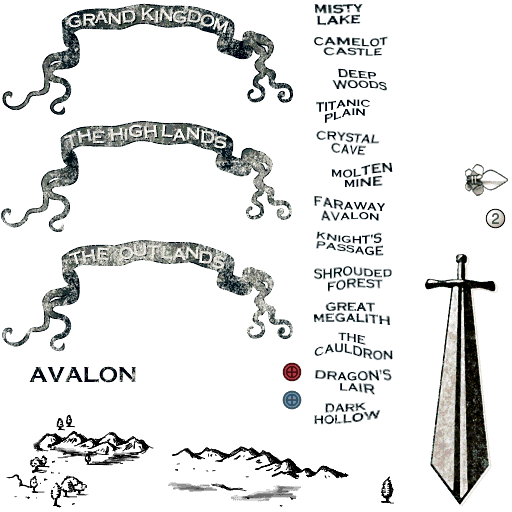 GRAND KINGDOM
THE HIGHLANDS
THE OUTLANDS
AVALON
MISTY
LAKE
CAMELOT
CASTLE
DEEP
WOODS
TITANIC
PLAIN
CRYSTAL
CAVE
MOLTEN
MINE
FARAWAY
AVALON
KNIGHT'S
PASSAGE
SHROUDED
FOREST
GREAT
MEGALITH
THE
CAULDRON
DRAGON'S
LAIR
DARK
HOLLOW
2